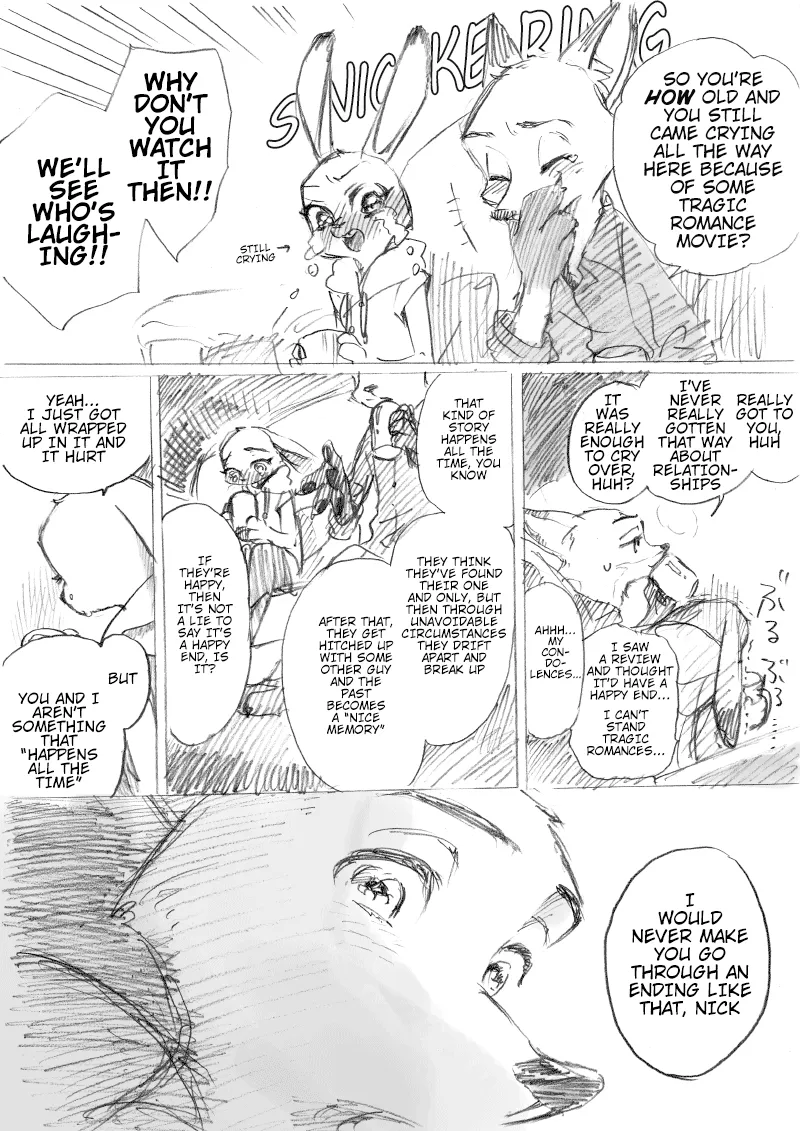 SO YOU'RE
HOW OLD AND
YOU STILL
CAME CRYING
ALL THE WAY
HERE BECAUSE
OF SOME
TRAGIC
ROMANCE
MOVIE?
SNICKERING
STILL
CRYING
WHY
DON'T
YOU
WATCH
IT
THEN!!
WE'LL
SEE
WHO'S
LAUGH-
ING!!
REALLY
GOT TO
YOU,
HUH
I'VE
NEVER
REALLY
GOTTEN
THAT WAY
ABOUT
RELATION-
SHIPS
IT
WAS
REALLY
ENOUGH
TO CRY
OVER,
HUH?
ぶるぶる
I SAW
A REVIEW
AND THOUGHT
IT'D HAVE A
HAPPY END...
I CAN'T
STAND
TRAGIC
ROMANCES...
AHHH...
MY
CON-
DO-
LENCES...
THAT
KIND OF
STORY
HAPPENS
ALL THE
TIME, YOU
KNOW
THEY THINK
THEY'VE FOUND
THEIR ONE
AND ONLY, BUT
THEN THROUGH
UNAVOIDABLE
CIRCUMSTANCES
THEY DRIFT
APART AND
BREAK UP
AFTER THAT,
THEY GET
HITCHED UP
WITH SOME
OTHER GUY
AND THE
PAST
BECOMES
A "NICE
MEMORY"
IF
THEY'RE
HAPPY,
THEN
IT'S NOT
A LIE TO
SAY IT'S
A HAPPY
END, IS
IT?
YEAH...
I JUST GOT
ALL WRAPPED
UP IN IT AND
IT HURT
BUT
YOU AND I
AREN'T
SOMETHING
THAT
"HAPPENS
ALL THE
TIME"
I
WOULD
NEVER MAKE
YOU GO
THROUGH AN
ENDING LIKE
THAT, NICK